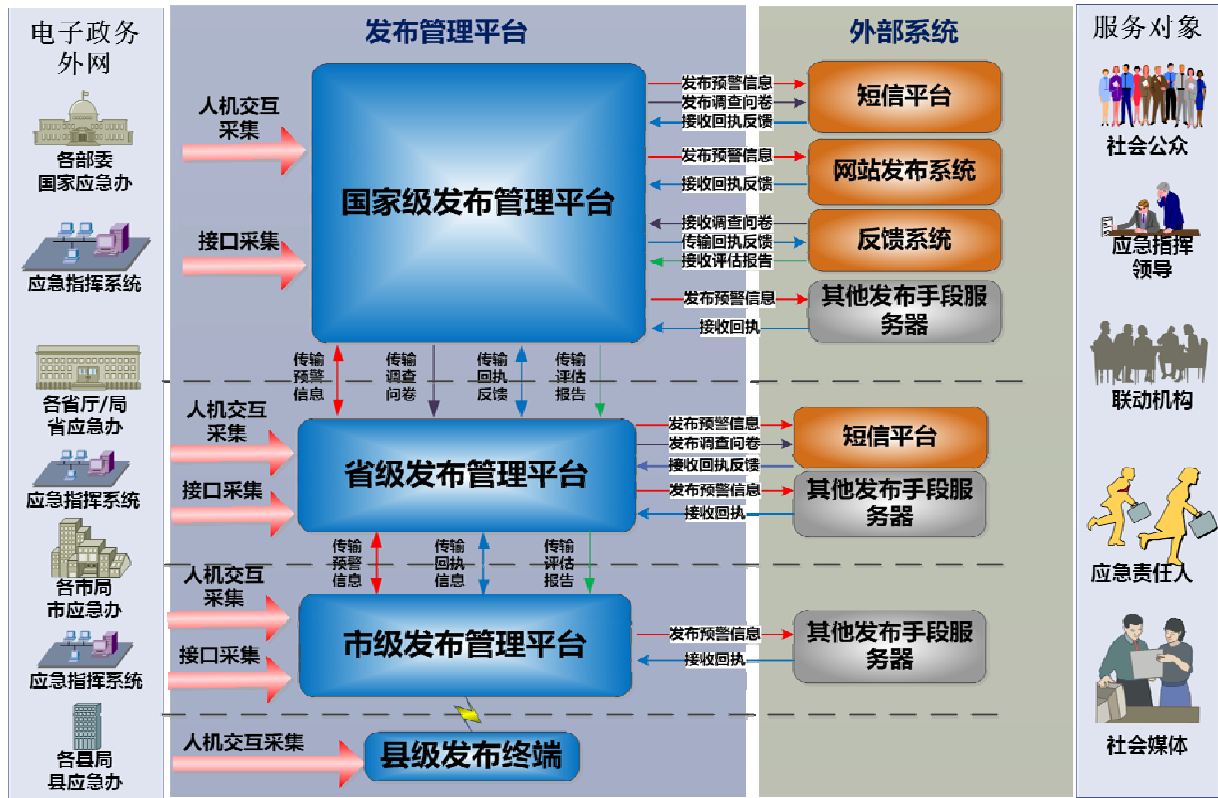 电子政务
外网
各部委
国家应急办
应急指挥系统
各省厅/局
省应急办
应急指挥系统
各市局
市应急办
应急指挥系统
各县局
县应急办
发布管理平台
人机交互
采集
接口采集
国家级发布管理平台
传输
预警
信息
传输
调查
问卷
传输
回执
反馈
传输
评估
报告
人机交互
采集
接口采集
省级发布管理平台
传输
预警
信息
传输
回执
信息
传输
评估
报告
人机交互
采集
接口采集
市级发布管理平台
人机交互采集
县级发布终端
发布预警信息
发布调查问卷
接收回执反馈
发布预警信息
接收回执反馈
接收调查问卷
传输回执反馈
接收评估报告
发布预警信息
接收回执
发布预警信息
发布调查问卷
接收回执反馈
发布预警信息
接收回执
发布预警信息
接收回执
外部系统
短信平台
网站发布系统
反馈系统
其他发布手段服
务器
短信平台
其他发布手段服
务器
其他发布手段服
务器
服务对象
社会公众
应急指挥
领导
联动机构
应急责任人
社会媒体